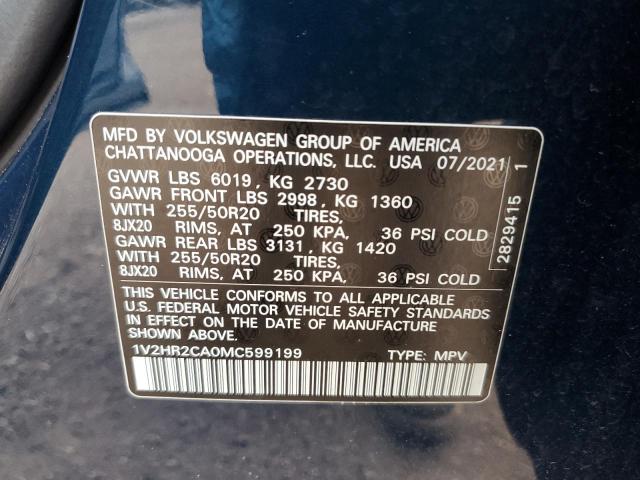 MFD BY VOLKSWAGEN GROUP OF AMERICA
CHATTANOOGA OPERATIONS, LLC. USA 07/2021
GVWR LBS 6019, KG 2730
GAWR FRONT LBS 2998, KG 1360
WITH 255/50R20 TIRES,
8JX20 RIMS, AT 250 KPA, 36 PSI COLD
GAWR REAR LBS 3131, KG 1420
WITH 255/50R20 TIRES,
8JX20 RIMS, AT 250 KPA, 36 PSI COLD
THIS VEHICLE CONFORMS TO ALL APPLICABLE
U.S. FEDERAL MOTOR VEHICLE SAFETY STANDARDS
IN EFFECT ON THE DATE OF MANUFACTURE
SHOWN ABOVE.
1V2HR2CA0MC599199 TYPE: MPV
2829415 1